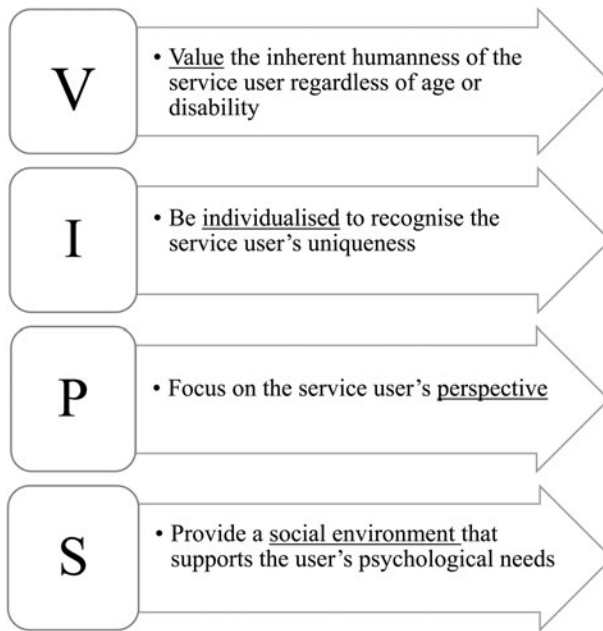 V
• Value the inherent humanness of the
service user regardless of age or
disability
I
• Be individualised to recognise the
service user’s uniqueness
P
• Focus on the service user’s perspective
S
• Provide a social environment that
supports the user’s psychological needs